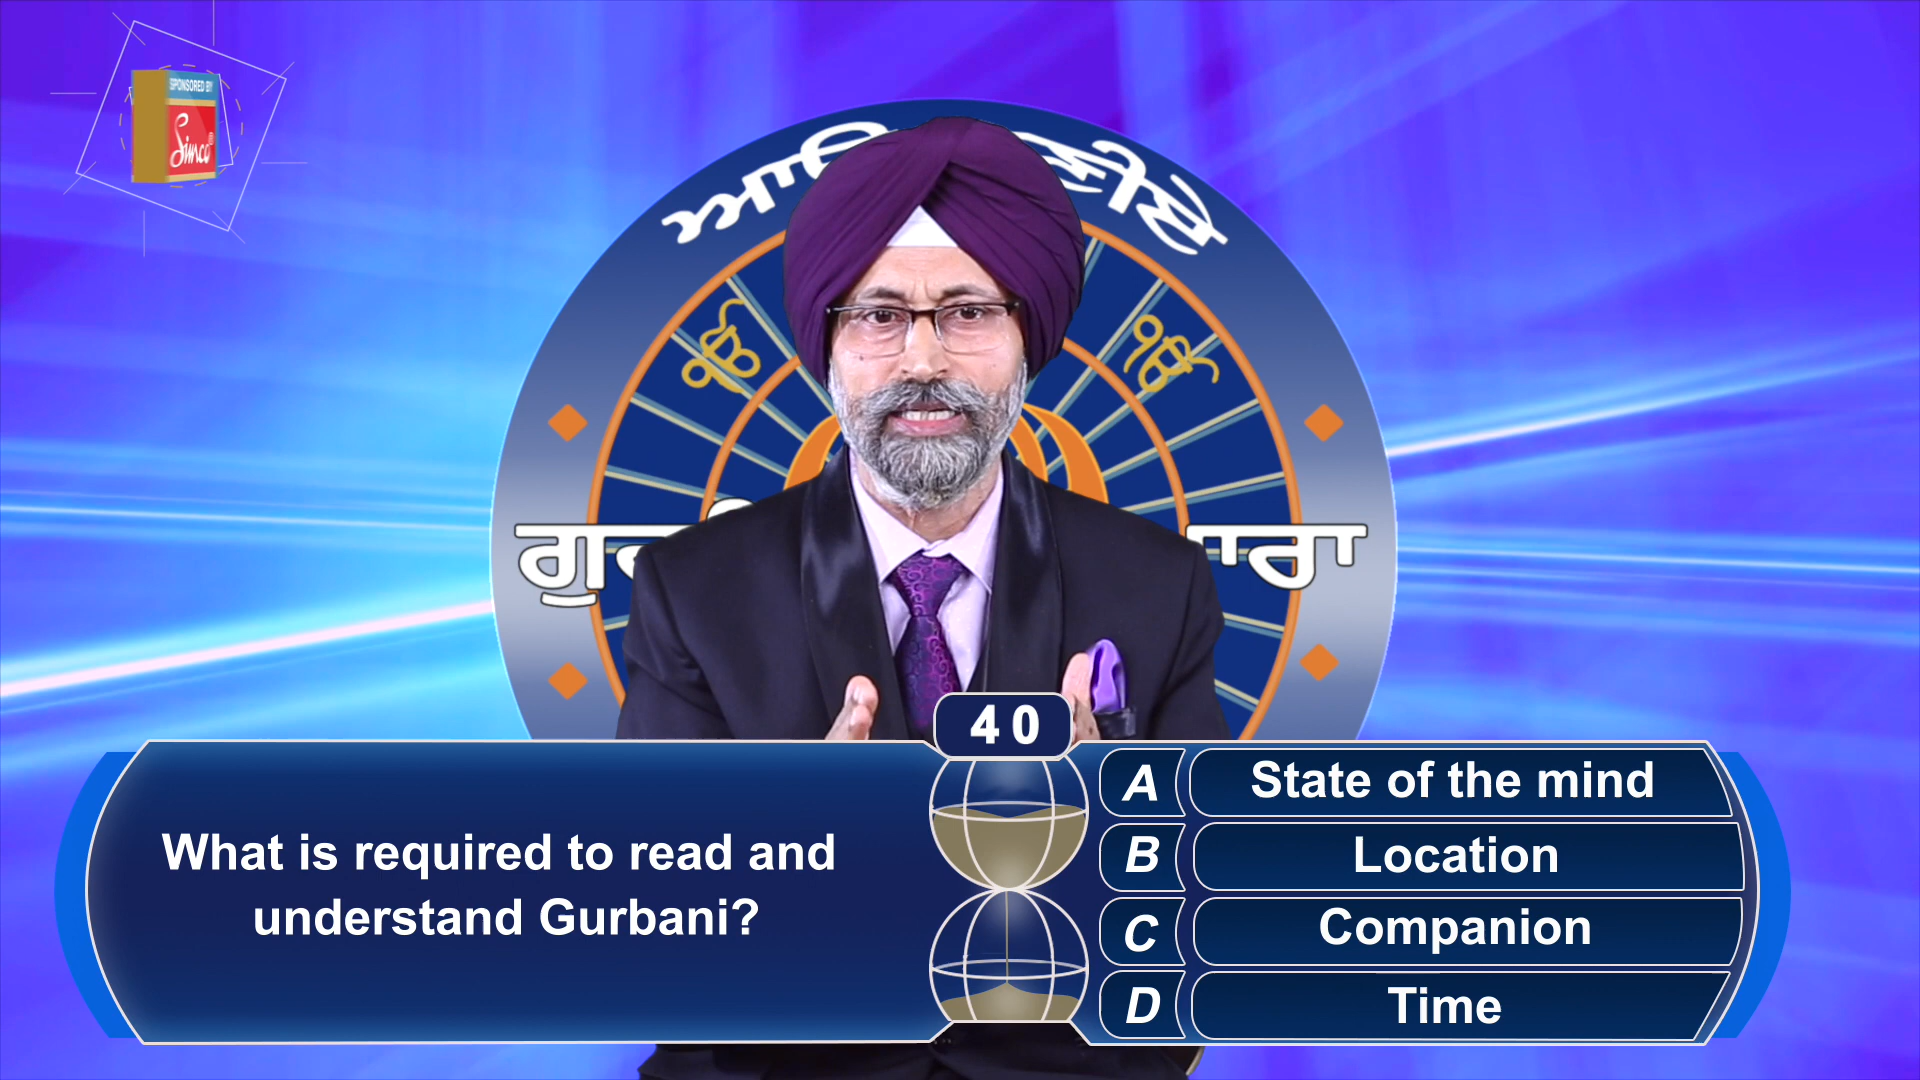 SPONSORED BY
Simco
40
What is required to read and
understand Gurbani?
A State of the mind
B Location
C Companion
D Time